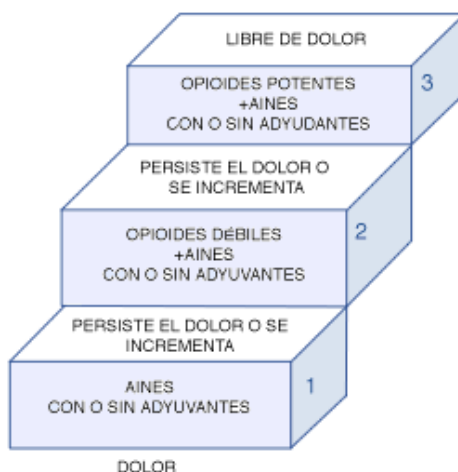 LIBRE DE DOLOR
OPIOIDES POTENTES
+AINES
CON O SIN ADYUDANTES
3
PERSISTE EL DOLOR O
SE INCREMENTA
OPIOIDES DÉBILES
+AINES
CON O SIN ADYUVANTES
2
PERSISTE EL DOLOR O SE
INCREMENTA
AINES
CON O SIN ADYUVANTES
1
DOLOR